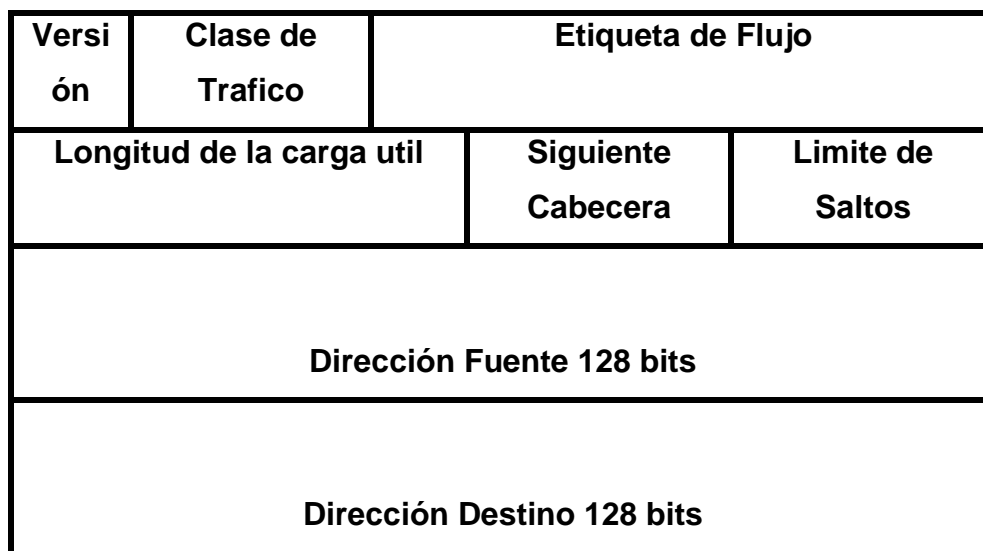 Versi
ón
Clase de
Trafico
Etiqueta de Flujo
Longitud de la carga util
Siguiente
Cabecera
Limite de
Saltos
Dirección Fuente 128 bits
Dirección Destino 128 bits